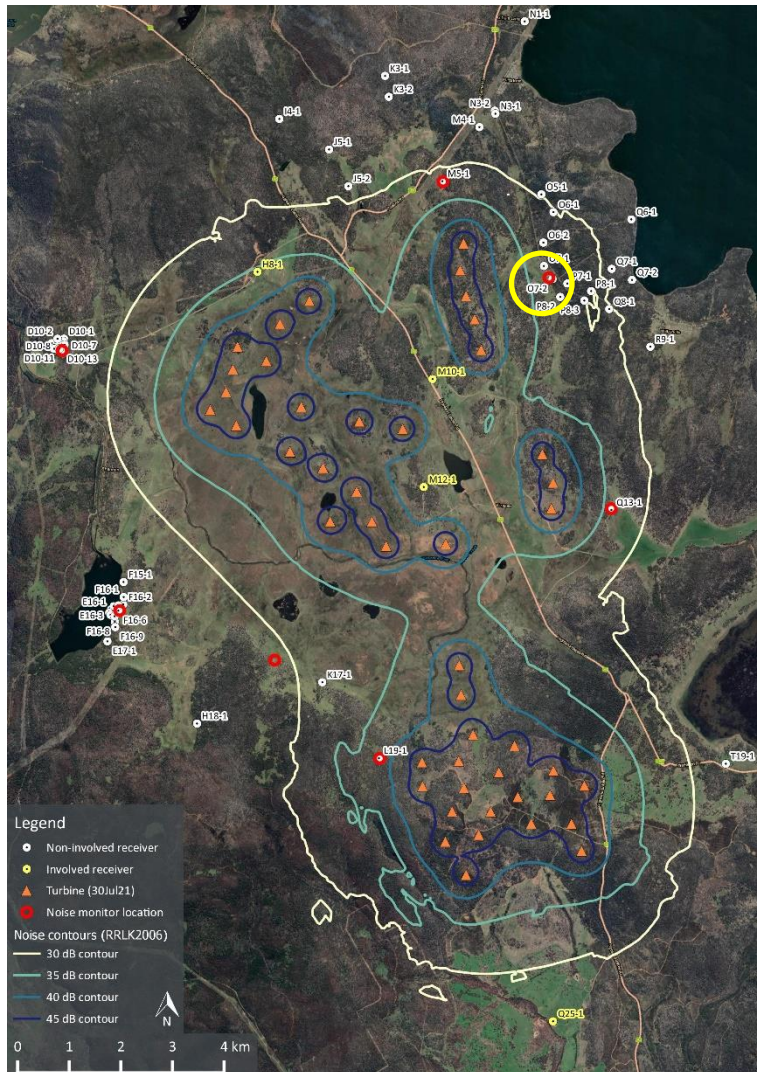 N1-1
K3-1
K3-2
I4-1
N3-2
N3-1
M4-1
J5-1
J5-2
M5-1
O5-1
O6-1
Q6-1
O6-2
H8-1
Q7-1
P7-1
Q7-2
O7-2
P8-1
P8-2
P8-3
Q8-1
R9-1
D10-2
D10-1
D10-8
D10-7
D10-11
D10-13
M10-1
M12-1
Q13-1
F15-1
F16-1
F16-2
E16-1
E16-3
F16-6
F16-8
F16-9
E17-1
K17-1
H18-1
L19-1
T19-1
Q25-1
Legend
Non-involved receiver
Involved receiver
Turbine (30Jul21)
Noise monitor location
Noise contours (RRLK2006)
30 dB contour
35 dB contour
40 dB contour
45 dB contour
N
0 1 2 4 km